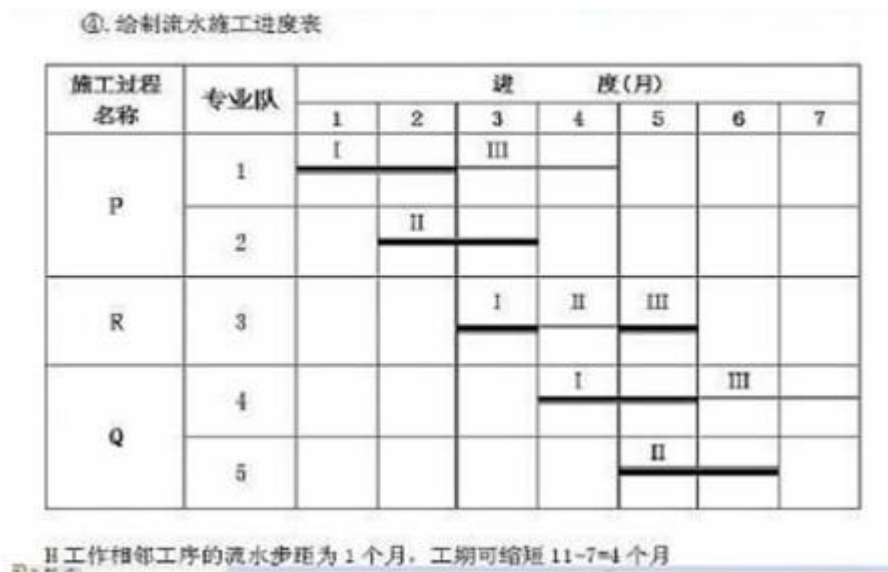 ④.绘制流水施工进度表
施工过程名称 专业队 进 度(月)
1 2 3 4 5 6 7
P 1 I III
2 II
R 3 I II III
Q 4 I III
5 II
H工作相邻工序的流水步距为1个月，工期可缩短11-7=4个月